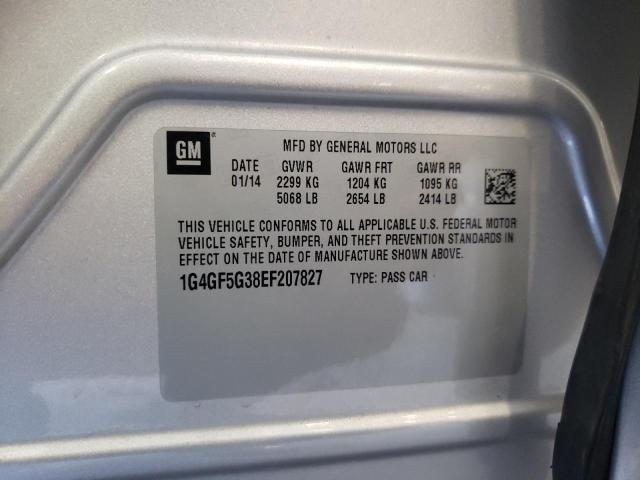 GM
MFD BY GENERAL MOTORS LLC
DATE GVWR GAWR FRT GAWR RR
01/14 2299 KG 1204 KG 1095 KG
5068 LB 2654 LB 2414 LB
THIS VEHICLE CONFORMS TO ALL APPLICABLE U.S. FEDERAL MOTOR
VEHICLE SAFETY, BUMPER, AND THEFT PREVENTION STANDARDS IN
EFFECT ON THE DATE OF MANUFACTURE SHOWN ABOVE.
1G4GF5G38EF207827 TYPE: PASS CAR